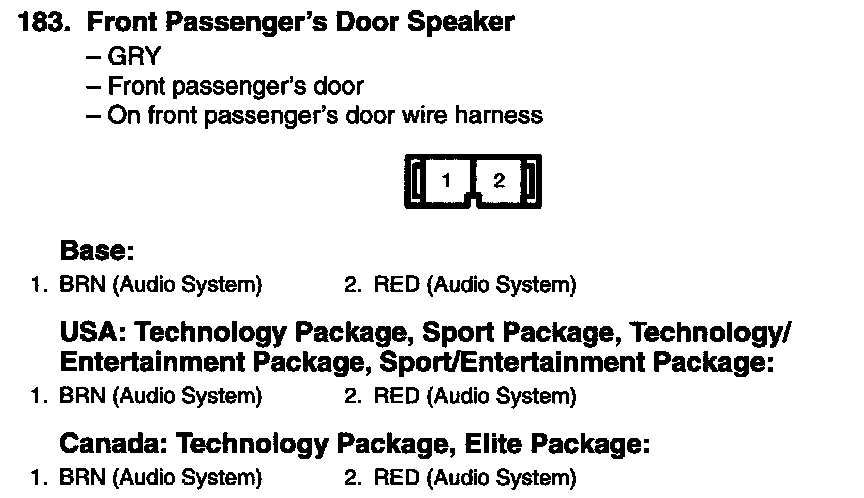 183. Front Passenger's Door Speaker
– GRY
– Front passenger's door
– On front passenger's door wire harness
1 2
Base:
1. BRN (Audio System) 2. RED (Audio System)
USA: Technology Package, Sport Package, Technology/
Entertainment Package, Sport/Entertainment Package:
1. BRN (Audio System) 2. RED (Audio System)
Canada: Technology Package, Elite Package:
1. BRN (Audio System) 2. RED (Audio System)